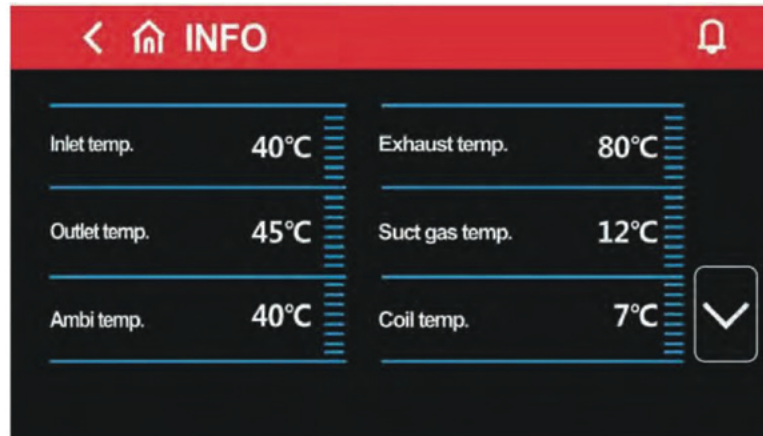 INFO
Inlet temp. 40°C Exhaust temp. 80°C
Outlet temp. 45°C Suct gas temp. 12°C
Ambi temp. 40°C Coil temp. 7°C